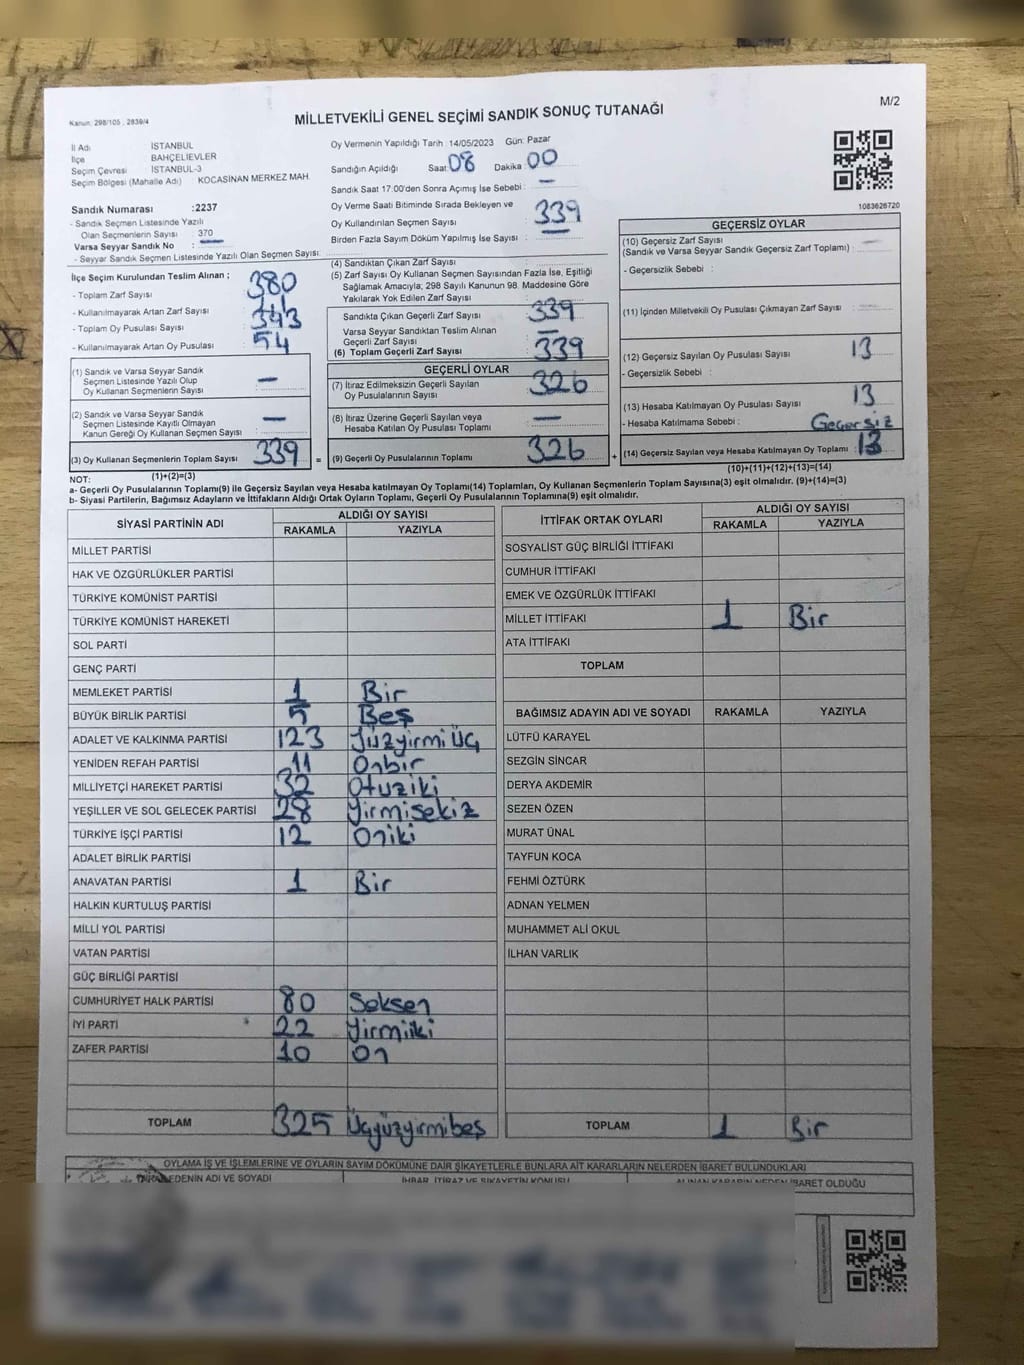 M/2
Kanun: 298/105 , 2839/4
MİLLETVEKİLİ GENEL SEÇİMİ SANDIK SONUÇ TUTANAĞI
İl Adı İSTANBUL
İlçe BAHÇELİEVLER
Seçim Çevresi İSTANBUL-3
Seçim Bölgesi (Mahalle Adı) : KOCASİNAN MERKEZ MAH.
Sandık Numarası :2237
- Sandık Seçmen Listesinde Yazılı
Olan Seçmenlerin Sayısı : 370
Varsa Seyyar Sandık No : —
- Seyyar Sandık Seçmen Listesinde Yazılı Olan Seçmen Sayısı:
Oy Vermenin Yapıldığı Tarih 14/05/2023 Gün: Pazar
Sandığın Açıldığı Saat: 08 Dakika: 00
Sandık Saat 17:00'den Sonra Açımış İse Sebebi : —
Oy Verme Saati Bitiminde Sırada Bekleyen ve
Oy Kullandırılan Seçmen Sayısı : 339
Birden Fazla Sayım Döküm Yapılmış İse Sayısı : —
1083626720
İlçe Seçim Kurulundan Teslim Alınan ;
- Toplam Zarf Sayısı : 380
- Kullanılmayarak Artan Zarf Sayısı : 41
- Toplam Oy Pusulası Sayısı : 393
- Kullanılmayarak Artan Oy Pusulası : 54
(1) Sandık ve Varsa Seyyar Sandık
Seçmen Listesinde Yazılı Olup
Oy Kullanan Seçmenlerin Sayısı : —
(2) Sandık ve Varsa Seyyar Sandık
Seçmen Listesinde Kayıtlı Olmayan
Kanun Gereği Oy Kullanan Seçmen Sayısı : —
(3) Oy Kullanan Seçmenlerin Toplam Sayısı 339 =
(1)+(2)=(3)
(4) Sandıktan Çıkan Zarf Sayısı :
(5) Zarf Sayısı Oy Kullanan Seçmen Sayısından Fazla İse, Eşitliği
Sağlamak Amacıyla; 298 Sayılı Kanunun 98. Maddesine Göre
Yakılarak Yok Edilen Zarf Sayısı :
Sandıkta Çıkan Geçerli Zarf Sayısı : 339
Varsa Seyyar Sandıktan Teslim Alınan
Geçerli Zarf Sayısı : —
(6) Toplam Geçerli Zarf Sayısı : 339
GEÇERLİ OYLAR
(7) İtiraz Edilmeksizin Geçerli Sayılan
Oy Pusulasının Sayısı : 326
(8) İtiraz Üzerine Geçerli Sayılan veya
Hesaba Katılan Oy Pusulası Toplamı : —
(9) Geçerli Oy Pusulalarının Toplamı 326 +
GEÇERSİZ OYLAR
(10) Geçersiz Zarf Sayısı
(Sandık ve Varsa Seyyar Sandık Geçersiz Zarf Toplamı) : —
- Geçersizlik Sebebi :
(11) İçinden Milletvekili Oy Pusulası Çıkmayan Zarf Sayısı :
(12) Geçersiz Sayılan Oy Pusulası Sayısı : 13
- Geçersizlik Sebebi :
(13) Hesaba Katılmayan Oy Pusulası Sayısı : 13
- Hesaba Katılmama Sebebi : Geçersiz
(14) Geçersiz Sayılan veya Hesaba Katılmayan Oy Toplamı : 13
(10)+(11)+(12)+(13)=(14)
NOT:
a- Geçerli Oy Pusulalarının Toplamı(9) ile Geçersiz Sayılan veya Hesaba Katılmayan Oy Toplamı(14) Toplamları, Oy Kullanan Seçmenlerin Toplam Sayısına(3) eşit olmalıdır. (9)+(14)=(3)
b- Siyasi Partilerin, Bağımsız Adayların ve İttifakların Aldığı Ortak Oyların Toplamı, Geçerli Oy Pusulalarının Toplamına(9) eşit olmalıdır.
SİYASİ PARTİNİN ADI ALDIĞI OY SAYISI
RAKAMLA YAZIYLA
MİLLET PARTİSİ
HAK VE ÖZGÜRLÜKLER PARTİSİ
TÜRKİYE KOMÜNİST PARTİSİ
TÜRKİYE KOMÜNİST HAREKETİ
SOL PARTİ
GENÇ PARTİ
MEMLEKET PARTİSİ 1 Bir
BÜYÜK BİRLİK PARTİSİ 5 Beş
ADALET VE KALKINMA PARTİSİ 123 Yüzyirmi Üç
YENİDEN REFAH PARTİSİ 11 Onbir
MİLLİYETÇİ HAREKET PARTİSİ 32 Otuziki
YEŞİLLER VE SOL GELECEK PARTİSİ 28 Yirmisekiz
TÜRKİYE İŞÇİ PARTİSİ 12 Oniki
ADALET BİRLİK PARTİSİ
ANAVATAN PARTİSİ 1 Bir
HALKIN KURTULUŞ PARTİSİ
MİLLİ YOL PARTİSİ
VATAN PARTİSİ
GÜÇ BİRLİĞİ PARTİSİ
CUMHURİYET HALK PARTİSİ 80 Seksen
İYİ PARTİ 22 Yirmiiki
ZAFER PARTİSİ 10 On
TOPLAM 325 Üçyüzyirmibeş
İTTİFAK ORTAK OYLARI ALDIĞI OY SAYISI
RAKAMLA YAZIYLA
SOSYALİST GÜÇ BİRLİĞİ İTTİFAKI
CUMHUR İTTİFAKI
EMEK VE ÖZGÜRLÜK İTTİFAKI
MİLLET İTTİFAKI 1 Bir
ATA İTTİFAKI
TOPLAM
BAĞIMSIZ ADAYIN ADI VE SOYADI RAKAMLA YAZIYLA
LÜTFÜ KARAYEL
SEZGİN SİNCAR
DERYA AKDEMİR
SEZEN ÖZEN
MURAT ÜNAL
TAYFUN KOCA
FEHMİ ÖZTÜRK
ADNAN YELMEN
MUHAMMET ALİ OKUL
İLHAN VARLIK
TOPLAM 1 Bir
OYLAMA İŞ VE İŞLEMLERİNE VE OYLARIN SAYIM DÖKÜMÜNE DAİR ŞİKAYETLERLE BUNLARA AİT KARARLARIN NELERDEN İBARET BULUNDUKLARI
EDENİN ADI VE SOYADI İHBAR, İTİRAZ VE ŞİKAYETİN KONUSU ALINAN KARARIN NEDEN İBARET OLDUĞU